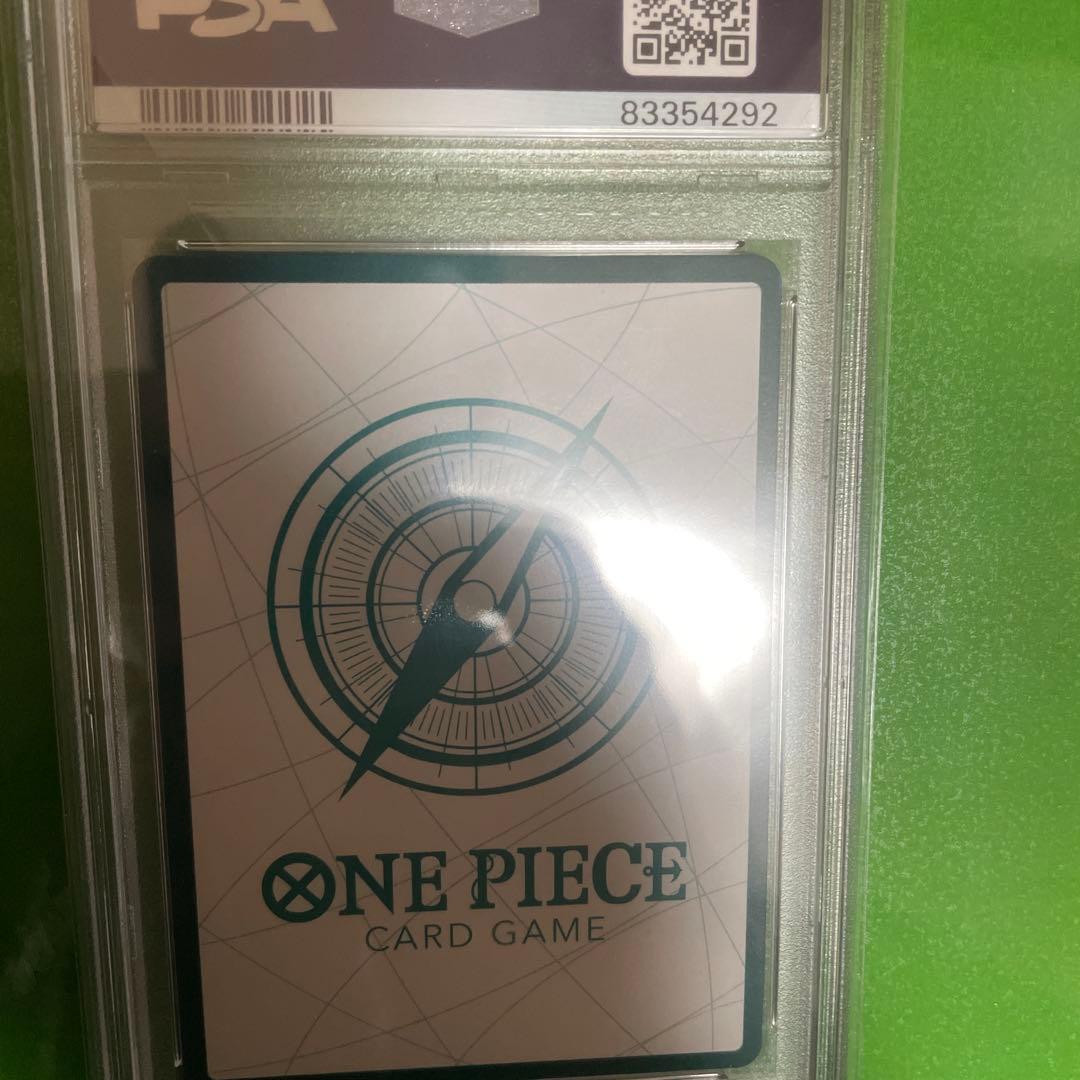 PSA
83354292
ONE PIECE
CARD GAME